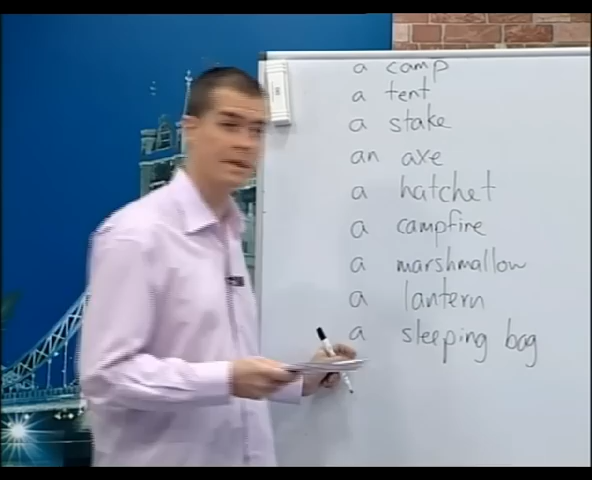 a camp
a tent
a stake
an axe
a hatchet
a campfire
a marshmallow
a lantern
a sleeping bag